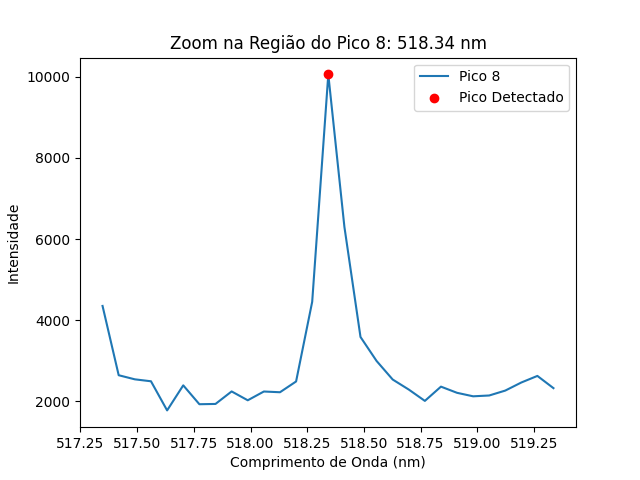 Zoom na Região do Pico 8: 518.34 nm
Pico 8
Pico Detectado
Intensidade
10000
8000
6000
4000
2000
517.25 517.50 517.75 518.00 518.25 518.50 518.75 519.00 519.25
Comprimento de Onda (nm)